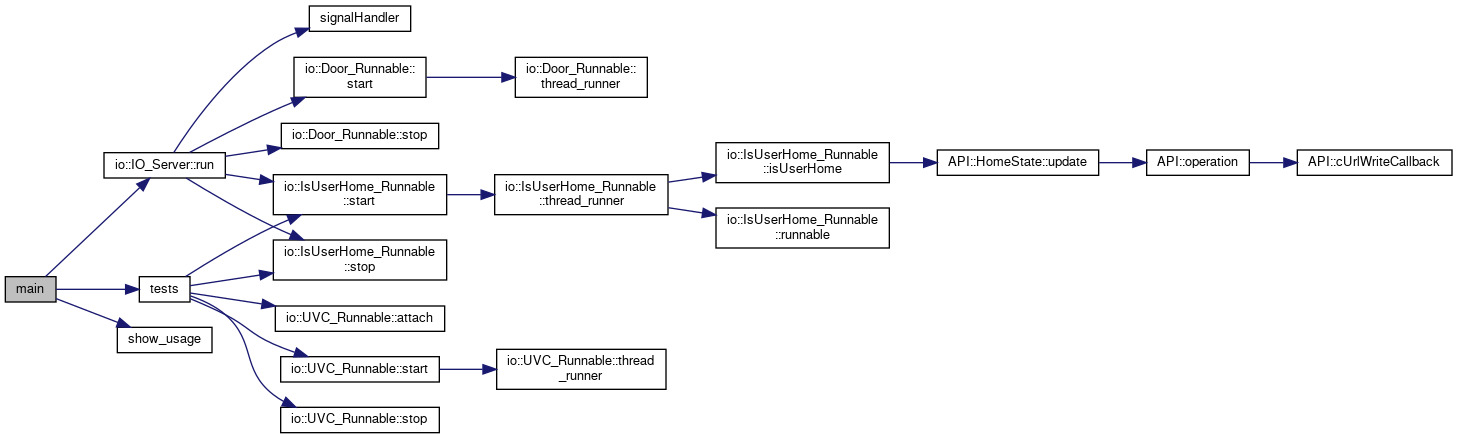 signalHandler
io::Door_Runnable::
start
io::Door_Runnable::
thread_runner
io::Door_Runnable::stop
io::IO_Server::run
io::IsUserHome_Runnable
::start
io::IsUserHome_Runnable
::thread_runner
io::IsUserHome_Runnable
::isUserHome
API::HomeState::update
API::operation
API::cUrlWriteCallback
io::IsUserHome_Runnable
::runnable
io::IsUserHome_Runnable
::stop
main
tests
io::UVC_Runnable::attach
show_usage
io::UVC_Runnable::start
io::UVC_Runnable::thread
_runner
io::UVC_Runnable::stop